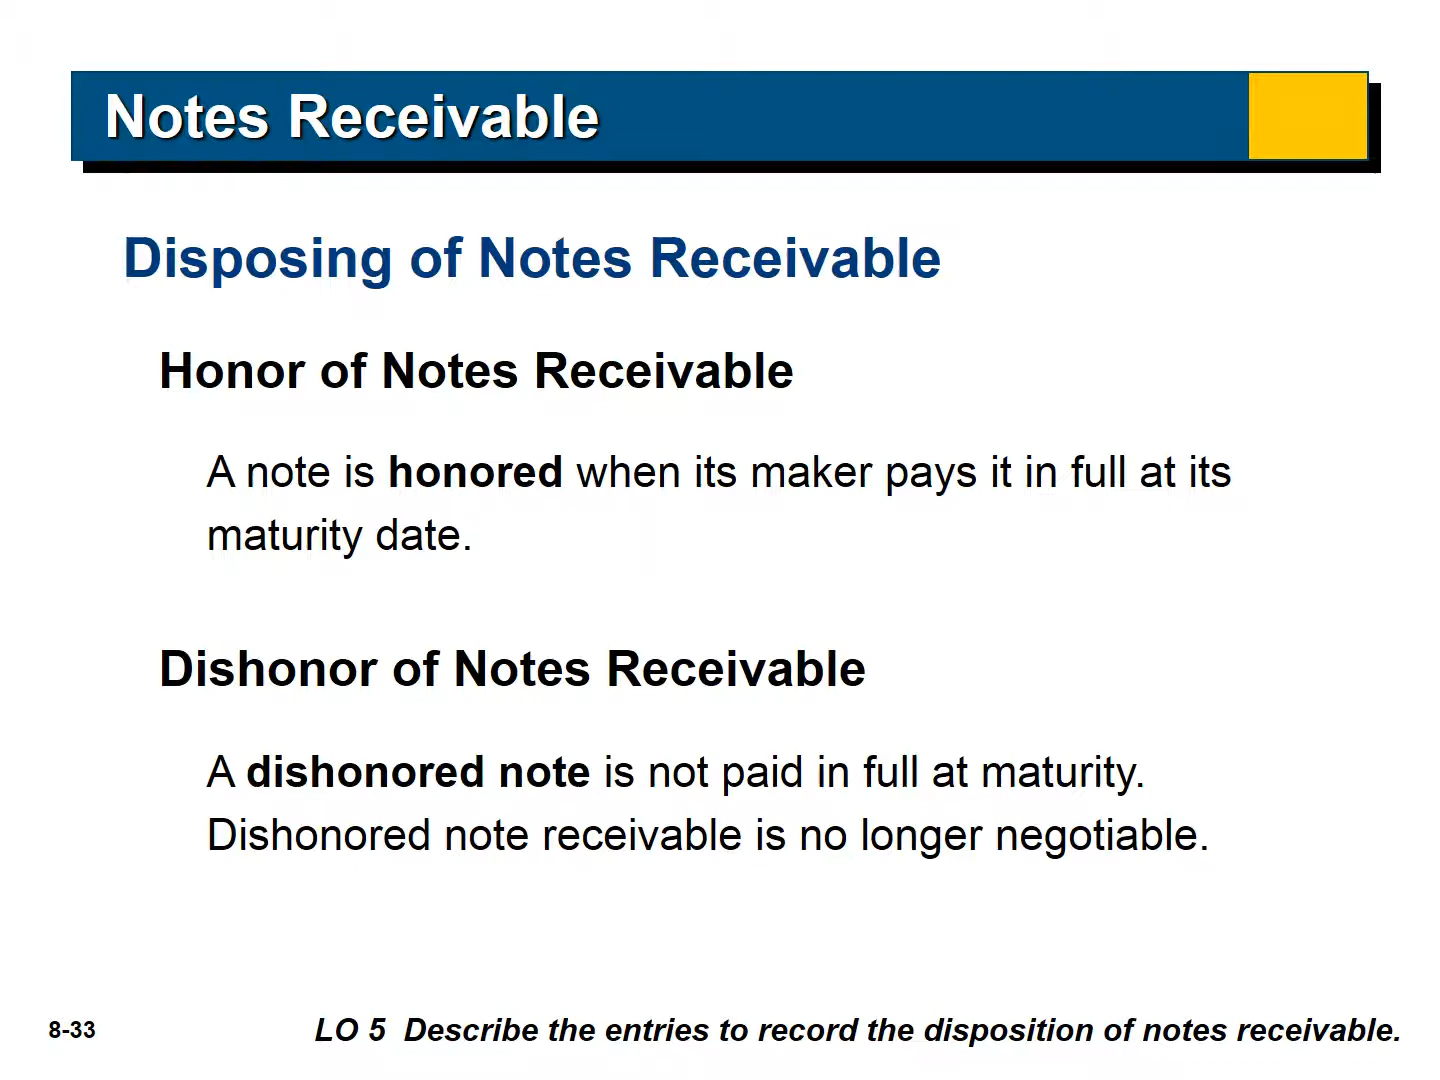 Notes Receivable
Disposing of Notes Receivable
Honor of Notes Receivable
A note is honored when its maker pays it in full at its
maturity date.
Dishonor of Notes Receivable
A dishonored note is not paid in full at maturity.
Dishonored note receivable is no longer negotiable.
8-33
LO 5 Describe the entries to record the disposition of notes receivable.